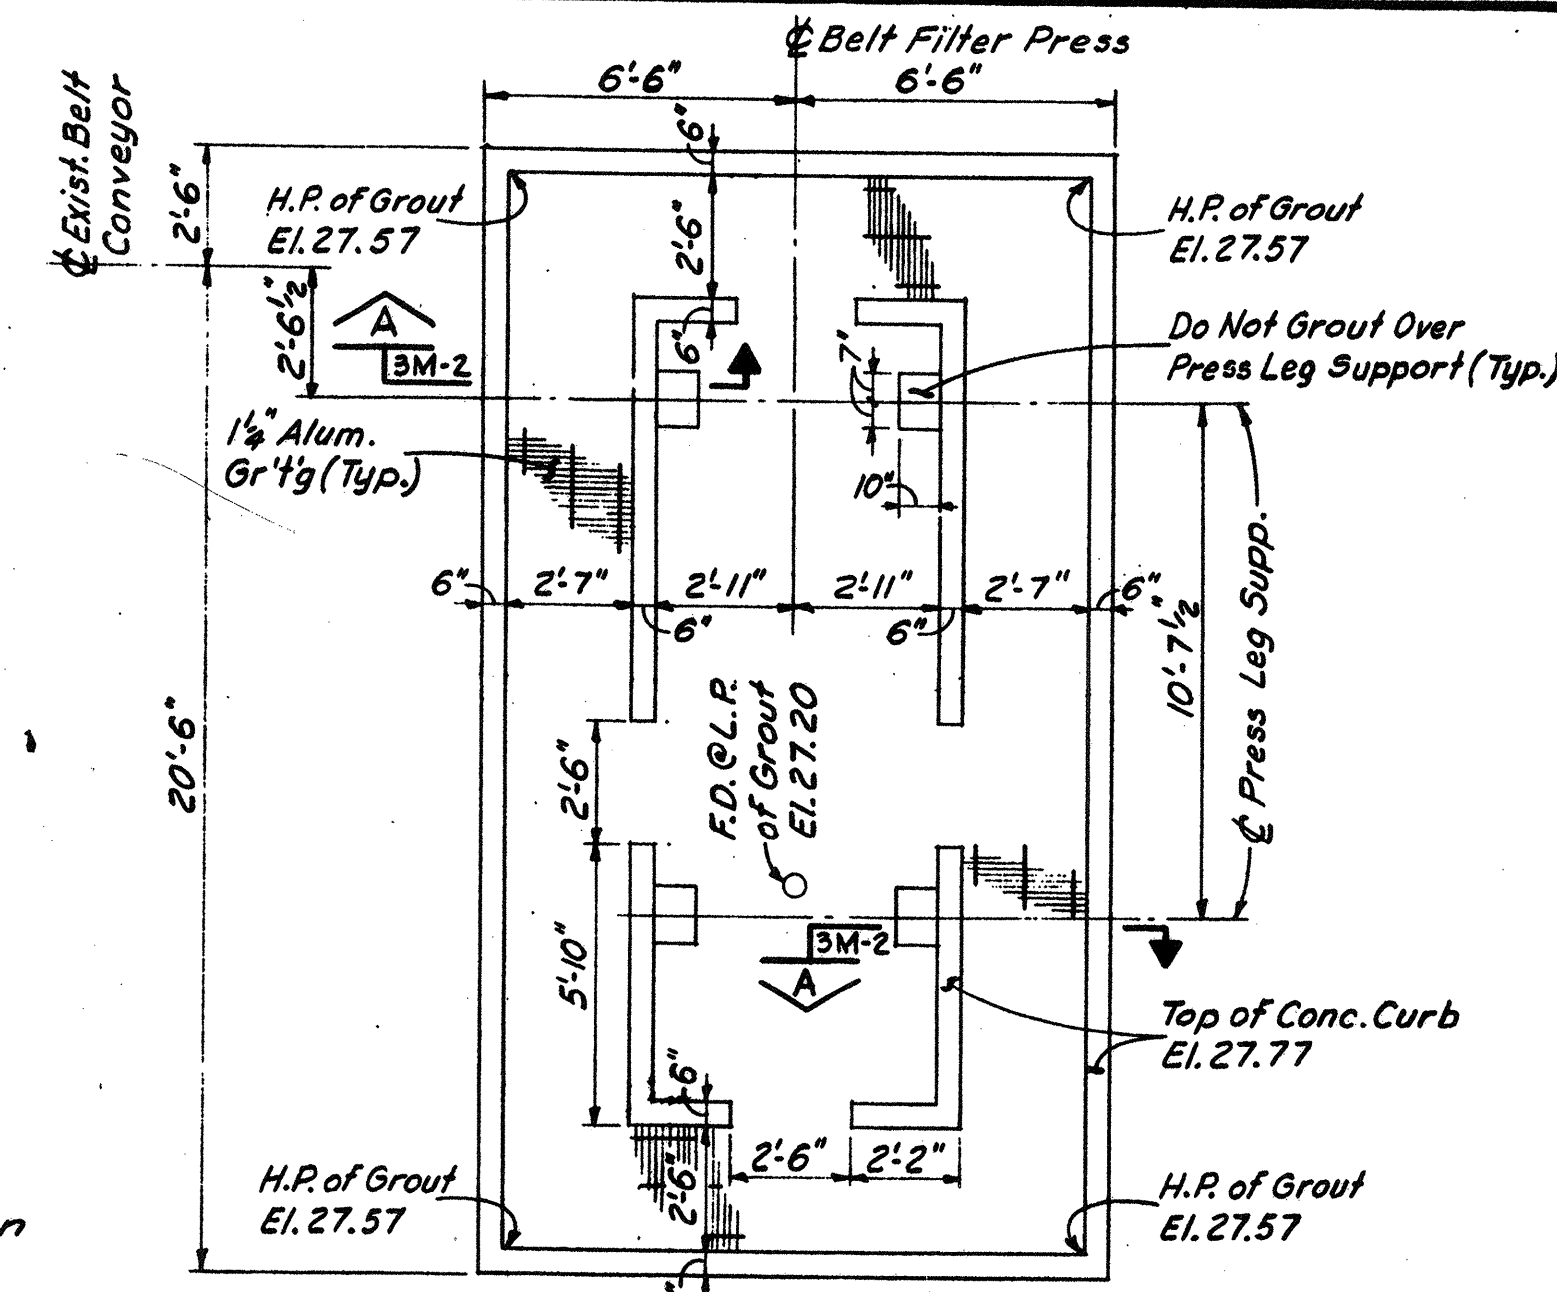 ℄ Belt Filter Press
6'-6"
6'-6"
℄ Exist. Belt
Conveyor
2'-6"
6"
H.P. of Grout
El. 27.57
2'-6"
H.P. of Grout
El. 27.57
2'-6½"
A
3M-2
6"
7"
Do Not Grout Over
Press Leg Support (Typ.)
1¼" Alum.
Gr't'g (Typ.)
10"
6"
2'-7"
2'-11"
2'-11"
2'-7"
6"
6"
6"
10'-7½"
℄ Press Leg Supp.
20'-6"
2'-6"
F.D. @ L.P.
of Grout
El. 27.20
5'-10"
3M-2
A
Top of Conc. Curb
El. 27.77
6"
2'-6"
2'-2"
2'-6"
H.P. of Grout
El. 27.57
H.P. of Grout
El. 27.57